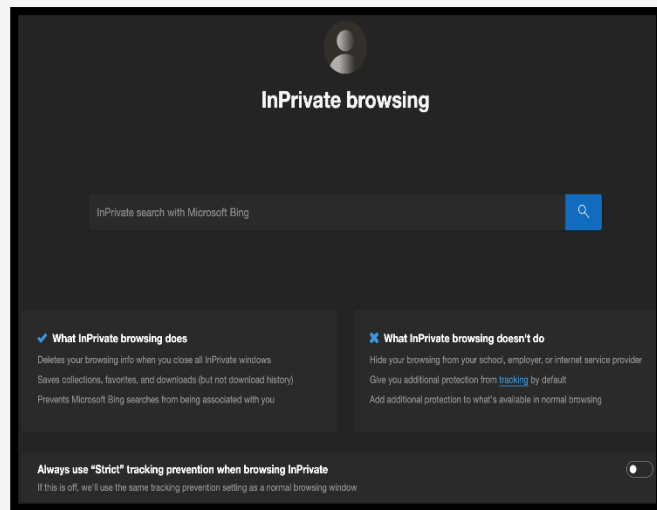 InPrivate browsing
InPrivate search with Microsoft Bing
What InPrivate browsing does
Deletes your browsing info when you close all InPrivate windows
Saves collections, favorites, and downloads (but not download history)
Prevents Microsoft Bing searches from being associated with you
What InPrivate browsing doesn't do
Hide your browsing from your school, employer, or internet service provider
Give you additional protection from tracking by default
Add additional protection to what's available in normal browsing
Always use “Strict” tracking prevention when browsing InPrivate
If this is off, we'll use the same tracking prevention setting as a normal browsing window